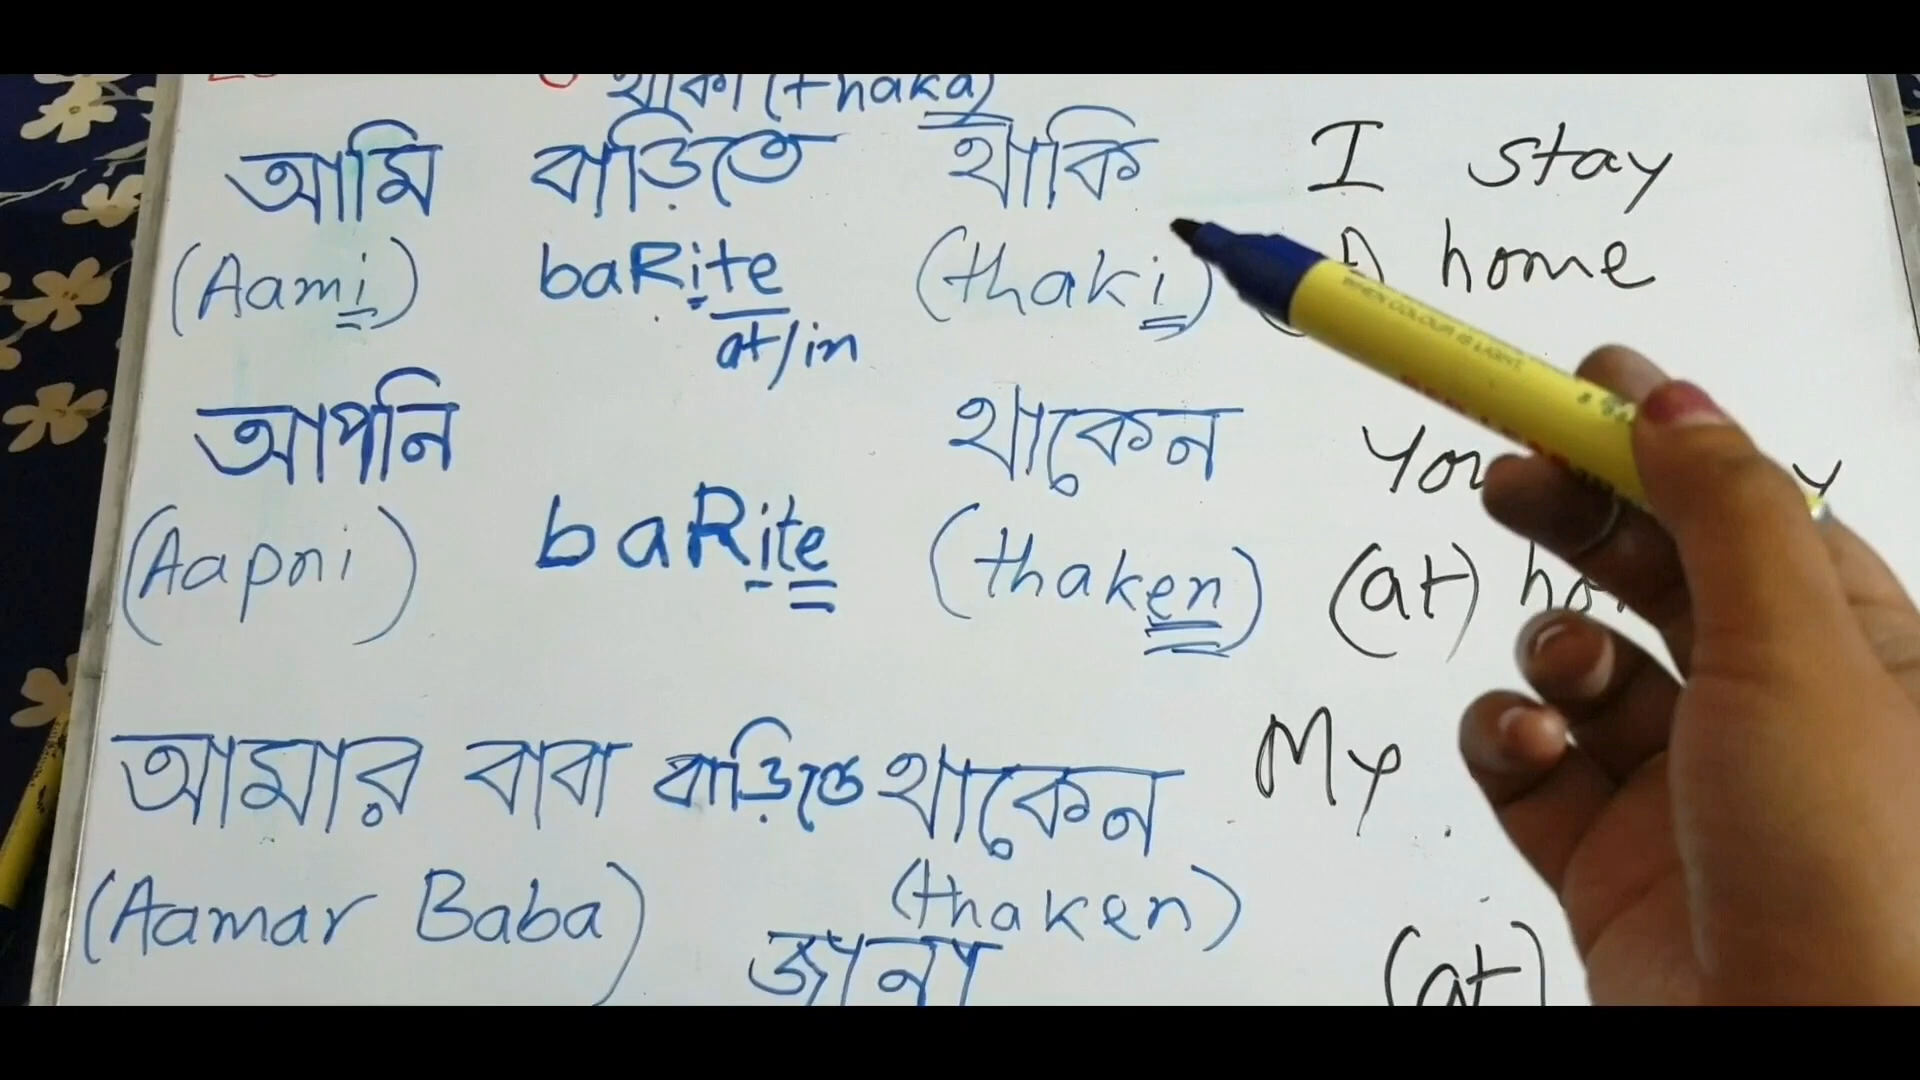 থাকা (thaka)
আমি বাড়িতে থাকি I stay
(Aami) baRite (thaki) home
at/in
আপনি থাকেন
(Aapni) baRite (thaken) (at)
আমার বাবা বাড়িতে থাকেন My
(Aamar Baba) (thaken)
জানা (at)